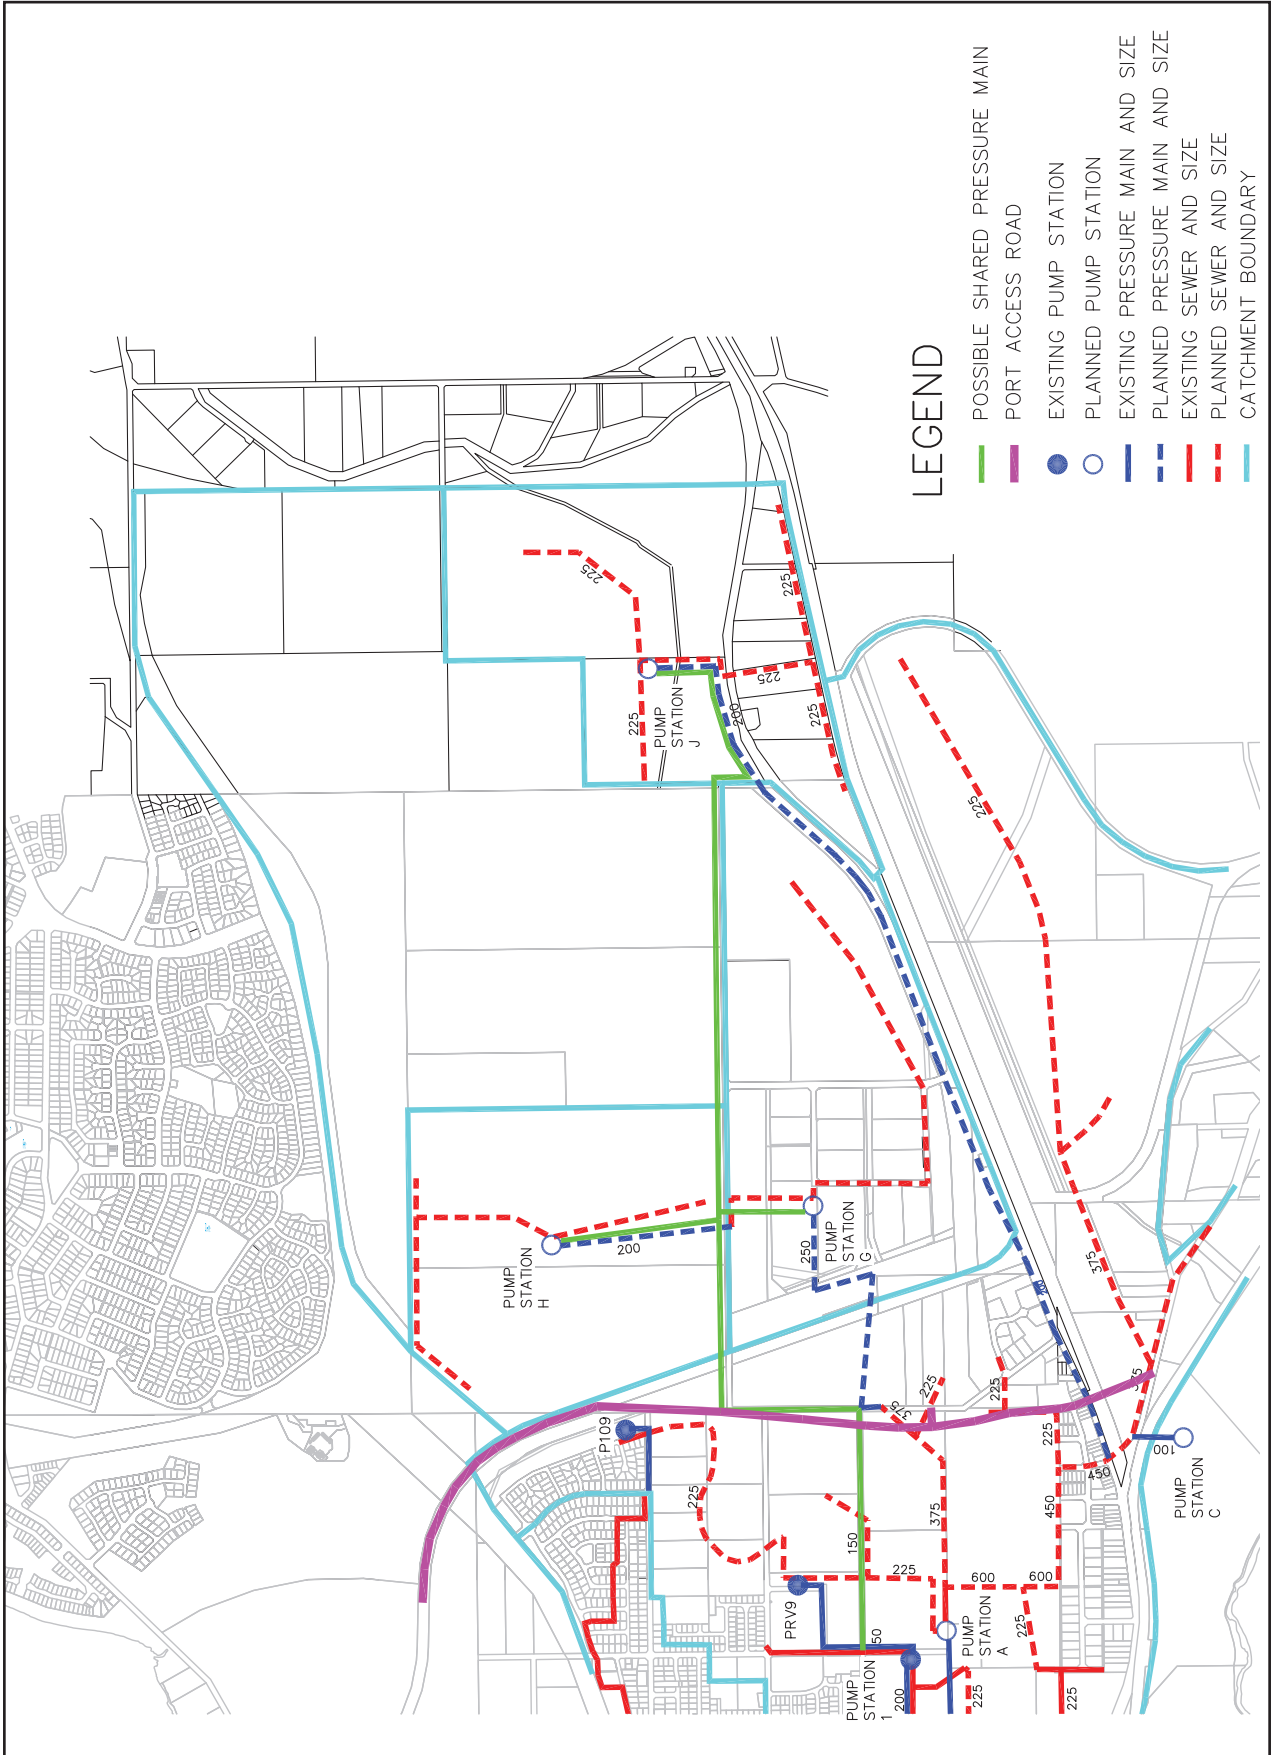 LEGEND
POSSIBLE SHARED PRESSURE MAIN
PORT ACCESS ROAD
EXISTING PUMP STATION
PLANNED PUMP STATION
EXISTING PRESSURE MAIN AND SIZE
PLANNED PRESSURE MAIN AND SIZE
EXISTING SEWER AND SIZE
PLANNED SEWER AND SIZE
CATCHMENT BOUNDARY
225
225
PUMP
STATION
J
200
225
225
225
225
PUMP
STATION
H
200
250
PUMP
STATION
G
375
P109
225
375
225
225
225
450
100
PUMP
STATION
C
225
150
375
450
225
600
600
PRV9
PUMP
STATION
A
225
50
PUMP
STATION
1
200
225
225